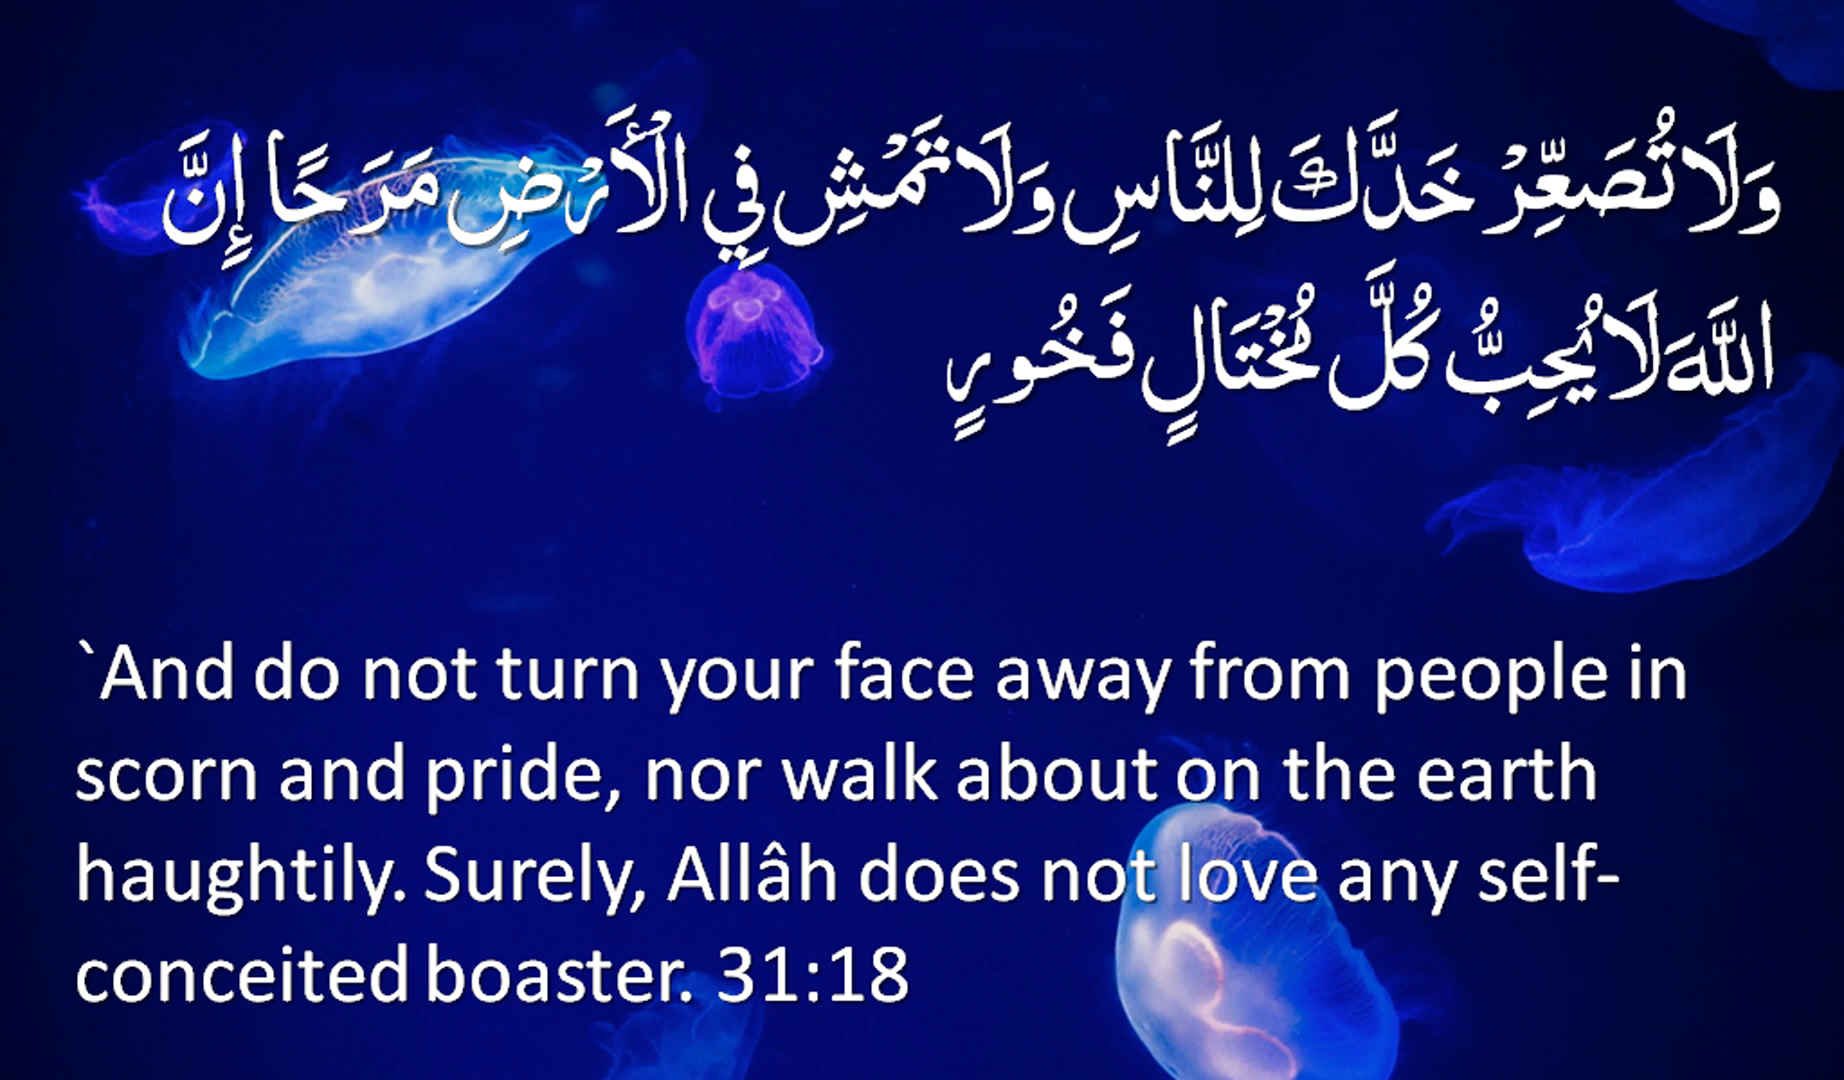 وَلَا تُصَعِّرْ خَدَّكَ لِلنَّاسِ وَلَا تَمْشِ فِي الْأَرْضِ مَرَحًا إِنَّ
اللَّهَ لَا يُحِبُّ كُلَّ مُخْتَالٍ فَخُورٍ
`And do not turn your face away from people in
scorn and pride, nor walk about on the earth
haughtily. Surely, Allâh does not love any self-
conceited boaster. 31:18